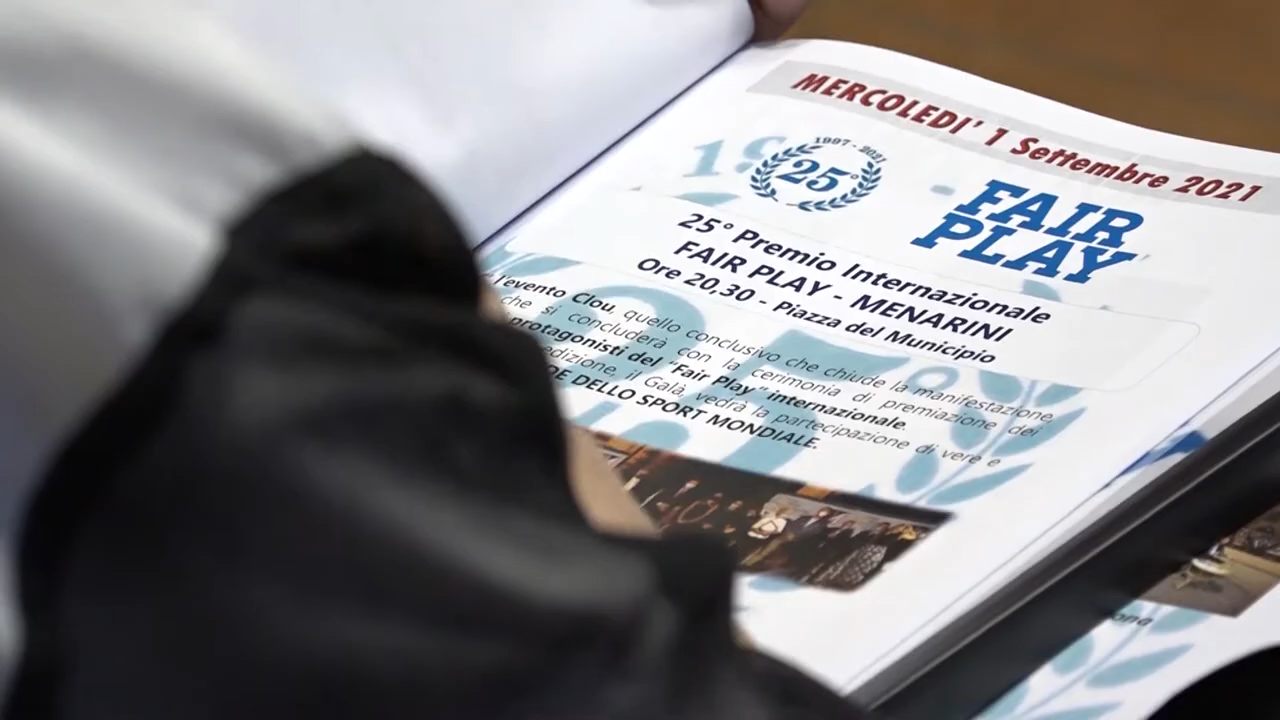 MERCOLEDI' 1 Settembre 2021
1997 - 2021
25°
FAIR
PLAY
25° Premio Internazionale
FAIR PLAY - MENARINI
Ore 20.30 - Piazza del Municipio
l'evento Clou, quello conclusivo che chiude la manifestazione,
che si concluderà con la cerimonia di premiazione dei
protagonisti del "Fair Play" internazionale.
edizione, il Galà, vedrà la partecipazione di vere e
DELLO SPORT MONDIALE.